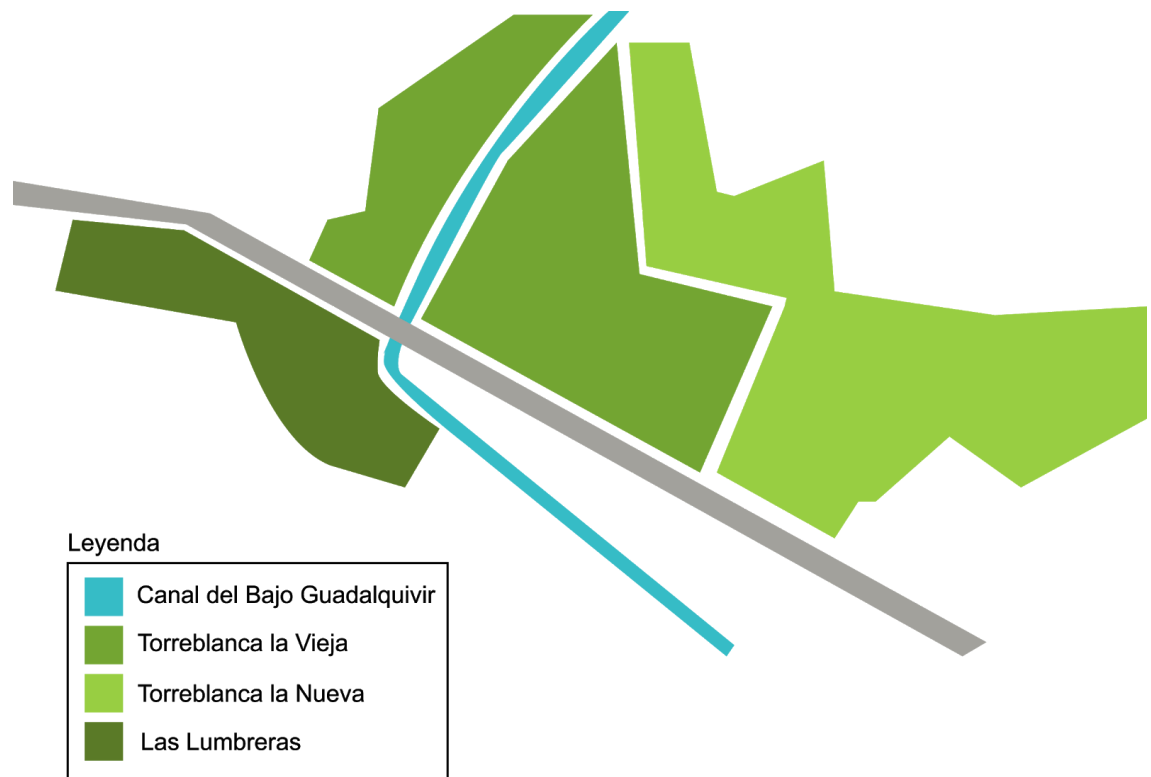 Leyenda
Canal del Bajo Guadalquivir
Torreblanca la Vieja
Torreblanca la Nueva
Las Lumbreras